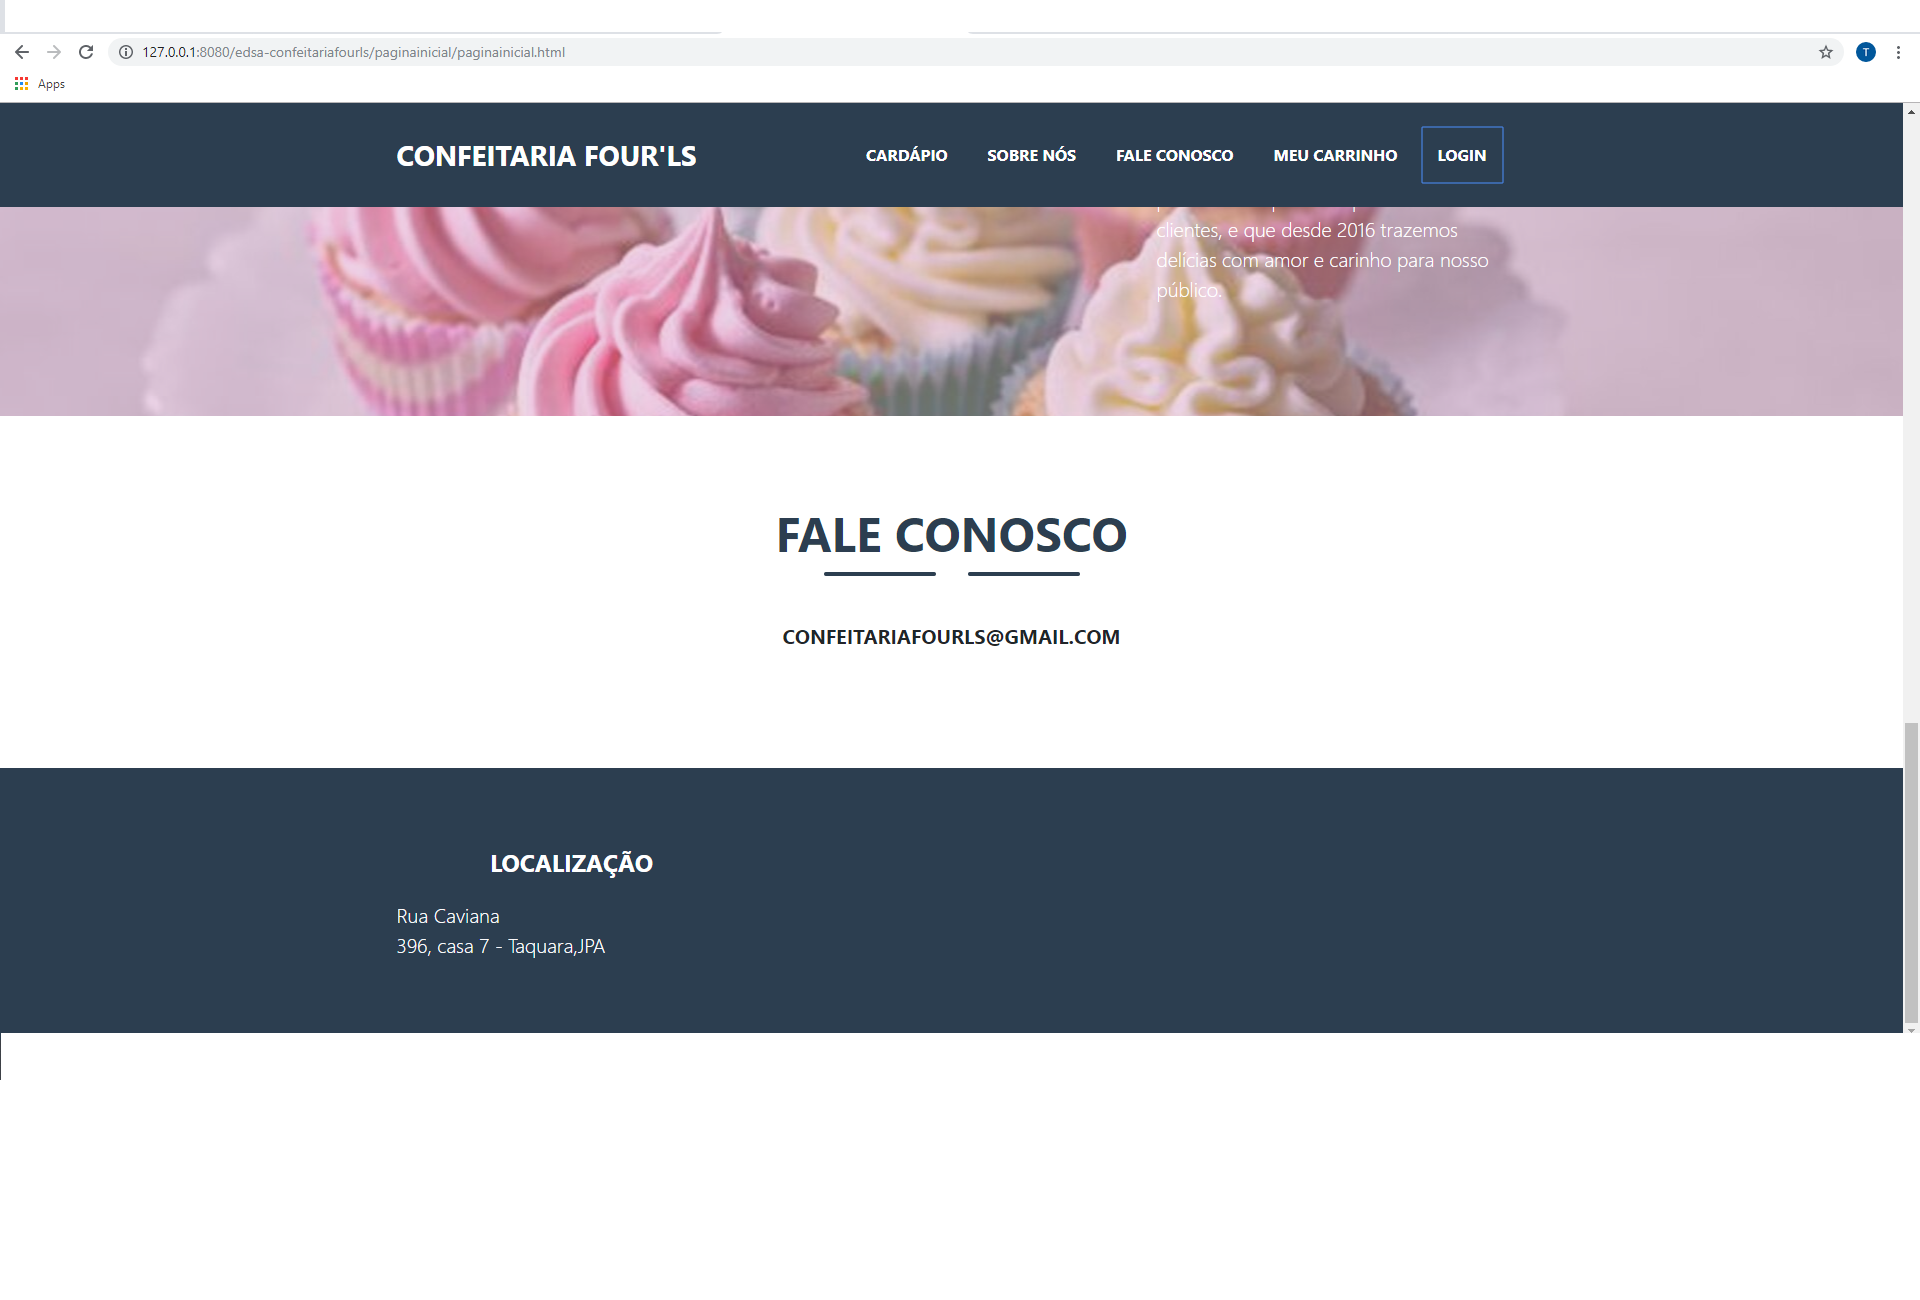 127.0.0.1:8080/edsa-confeitariafourls/paginainicial/paginainicial.html
T
Apps
CONFEITARIA FOUR'LS
CARDÁPIO
SOBRE NÓS
FALE CONOSCO
MEU CARRINHO
LOGIN
clientes, e que desde 2016 trazemos
delícias com amor e carinho para nosso
público.
FALE CONOSCO
CONFEITARIAFOURLS@GMAIL.COM
LOCALIZAÇÃO
Rua Caviana
396, casa 7 - Taquara,JPA